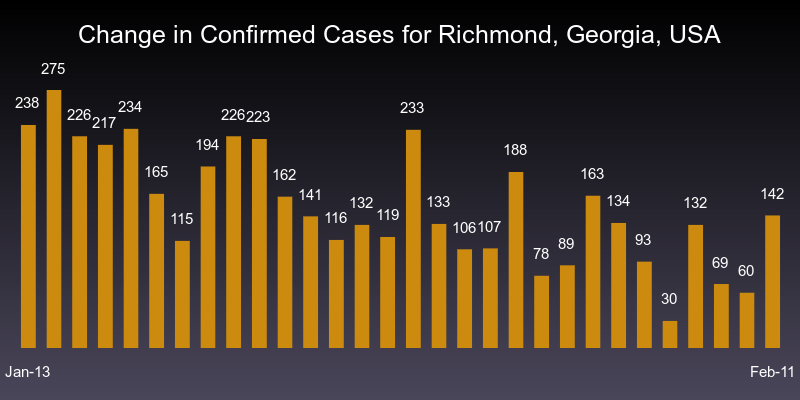 Change in Confirmed Cases for Richmond, Georgia, USA
238 275 226 217 234 165 115 194 226 223 162 141 116 132 119 233 133 106 107 188 78 89 163 134 93 30 132 69 60 142
Jan-13 Feb-11